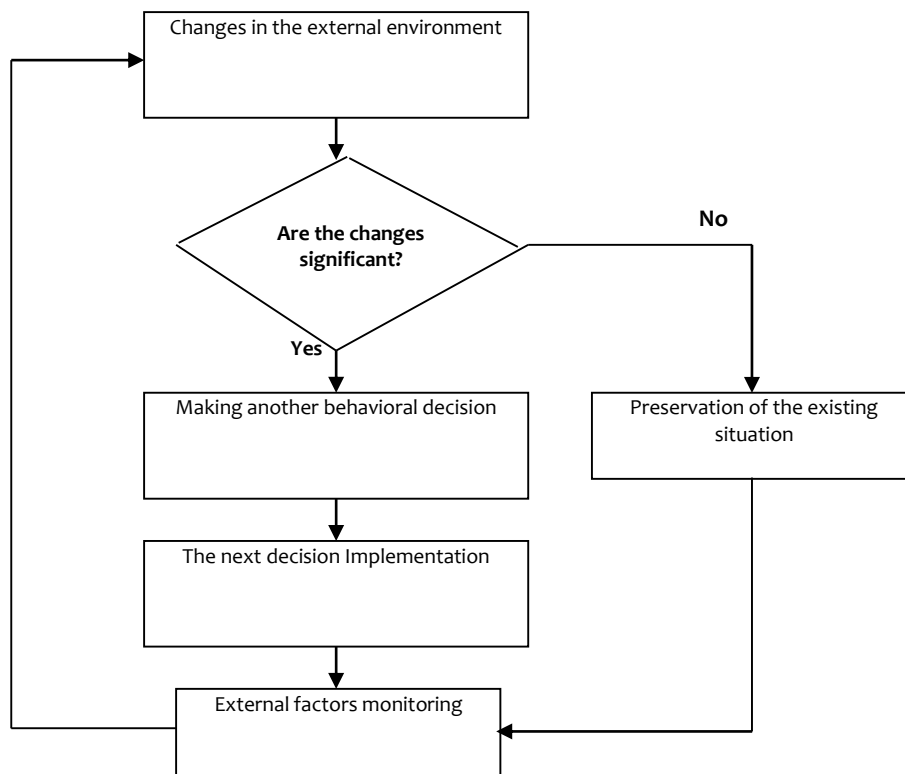 Changes in the external environment
Are the changes
significant?
No
Yes
Making another behavioral decision
Preservation of the existing
situation
The next decision Implementation
External factors monitoring